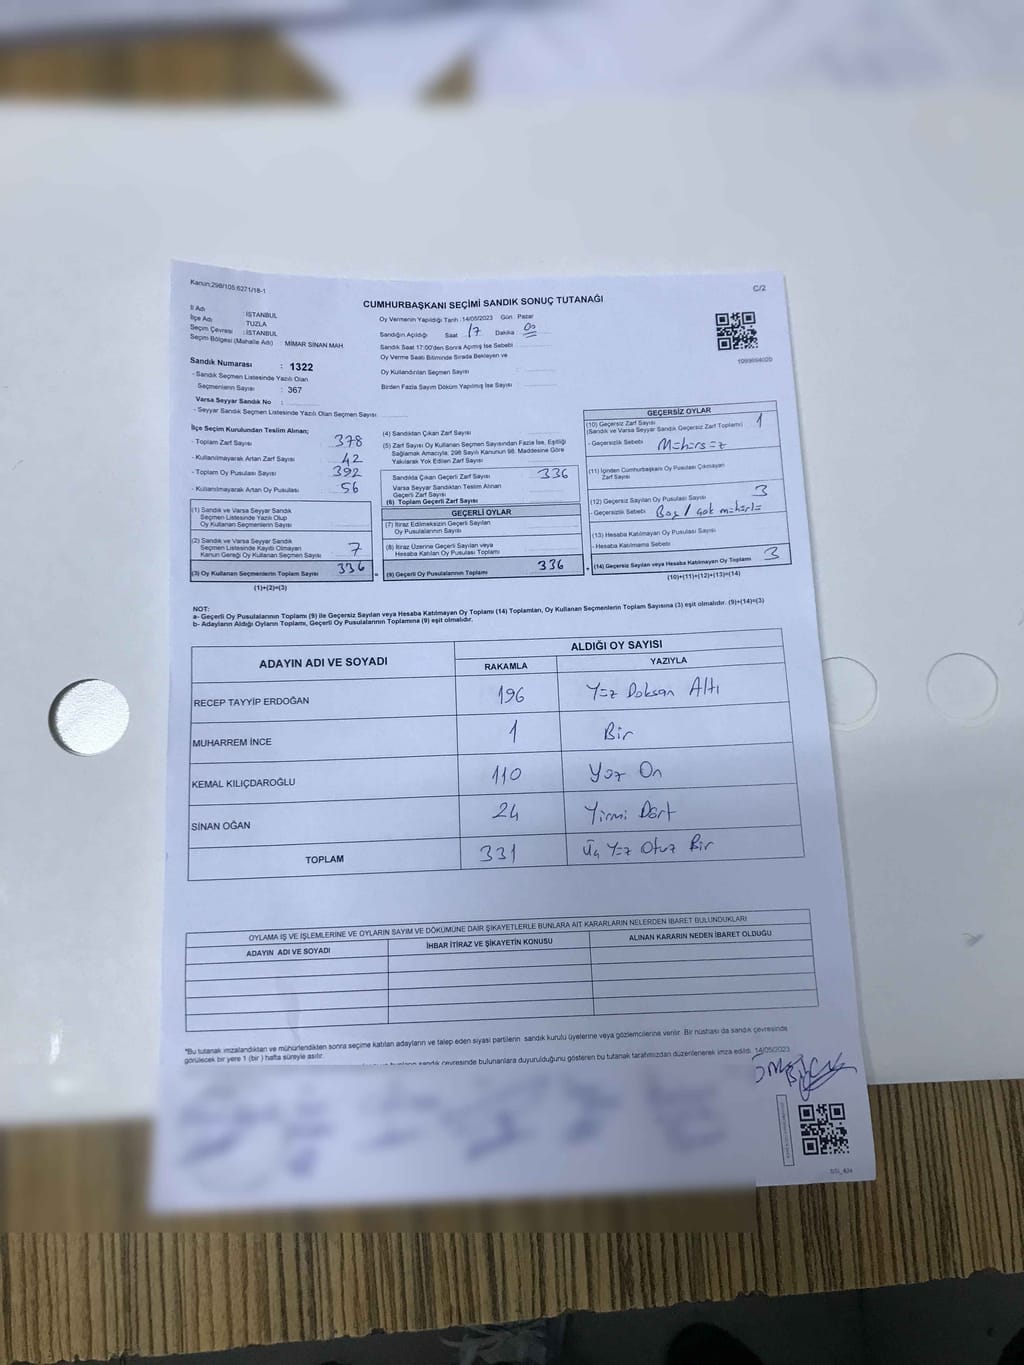 Kanun:298/105 6271/18-1
C/2
CUMHURBAŞKANI SEÇİMİ SANDIK SONUÇ TUTANAĞI
İl Adı : İSTANBUL
İlçe Adı : TUZLA
Seçim Çevresi : İSTANBUL
Seçim Bölgesi (Mahalle Adı) : MİMAR SİNAN MAH.
Sandık Numarası : 1322
- Sandık Seçmen Listesinde Yazılı Olan
Seçmenlerin Sayısı : 367
Varsa Seyyar Sandık No :
- Seyyar Sandık Seçmen Listesinde Yazılı Olan Seçmen Sayısı
Oy Vermenin Yapıldığı Tarih :14/05/2023 Gün : Pazar
Sandığın Açıldığı Saat 17 Dakika 00
Sandık Saat 17:00'den Sonra Açılmış İse Sebebi :
Oy Verme Saati Bitiminde Sırada Bekleyen ve
Oy Kullandırılan Seçmen Sayısı :
Birden Fazla Sayım Döküm Yapılmış İse Sayısı :
İlçe Seçim Kurulundan Teslim Alınan;
- Toplam Zarf Sayısı 378
- Kullanılmayarak Artan Zarf Sayısı 42
- Toplam Oy Pusulası Sayısı 392
- Kullanılmayarak Artan Oy Pusulası 56
(1) Sandık ve Varsa Seyyar Sandık
Seçmen Listesinde Yazılı Olup
Oy Kullanan Seçmenlerin Sayısı
(2) Sandık ve Varsa Seyyar Sandık
Seçmen Listesinde Kayıtlı Olmayan
Kanun Gereği Oy Kullanan Seçmen Sayısı 7
(3) Oy Kullanan Seçmenlerin Toplam Sayısı 336
(1)+(2)=(3)
(4) Sandıktan Çıkan Zarf Sayısı
(5) Zarf Sayısı Oy Kullanan Seçmen Sayısından Fazla İse, Eşitliği
Sağlamak Amacıyla; 298 Sayılı Kanunun 98. Maddesine Göre
Yakılarak Yok Edilen Zarf Sayısı
Sandıkta Çıkan Geçerli Zarf Sayısı 336
Varsa Seyyar Sandıktan Teslim Alınan
Geçerli Zarf Sayısı
(6) Toplam Geçerli Zarf Sayısı
GEÇERLİ OYLAR
(7) İtiraz Edilmeksizin Geçerli Sayılan
Oy Pusulalarının Sayısı
(8) İtiraz Üzerine Geçerli Sayılan veya
Hesaba Katılan Oy Pusulası Toplamı
(9) Geçerli Oy Pusulalarının Toplamı 336
GEÇERSİZ OYLAR
(10) Geçersiz Zarf Sayısı 1
(Sandık ve Varsa Seyyar Sandık Geçersiz Zarf Toplamı)
- Geçersizlik Sebebi Mühürsüz
(11) İçinden Cumhurbaşkanı Oy Pusulası Çıkmayan
Zarf Sayısı
(12) Geçersiz Sayılan Oy Pusulası Sayısı 3
- Geçersizlik Sebebi Boş / çok mühürlü
(13) Hesaba Katılmayan Oy Pusulası Sayısı
- Hesaba Katılmama Sebebi
(14) Geçersiz Sayılan veya Hesaba Katılmayan Oy Toplamı 3
(10)+(11)+(12)+(13)=(14)
NOT:
a- Geçerli Oy Pusulalarının Toplamı (9) ile Geçersiz Sayılan veya Hesaba Katılmayan Oy Toplamı (14) Toplamları, Oy Kullanan Seçmenlerin Toplam Sayısına (3) eşit olmalıdır. (9)+(14)=(3)
b- Adayların Aldığı Oyların Toplamı, Geçerli Oy Pusulalarının Toplamına (9) eşit olmalıdır.
ADAYIN ADI VE SOYADI
ALDIĞI OY SAYISI
RAKAMLA YAZIYLA
RECEP TAYYİP ERDOĞAN 196 Yüz Doksan Altı
MUHARREM İNCE 1 Bir
KEMAL KILIÇDAROĞLU 110 Yüz On
SİNAN OĞAN 24 Yirmi Dört
TOPLAM 331 Üç Yüz Otuz Bir
OYLAMA İŞ VE İŞLEMLERİNE VE OYLARIN SAYIM VE DÖKÜMÜNE DAİR ŞİKAYETLERLE BUNLARA AİT KARARLARIN NELERDEN İBARET BULUNDUKLARI
ADAYIN ADI VE SOYADI İHBAR İTİRAZ VE ŞİKAYETİN KONUSU ALINAN KARARIN NEDEN İBARET OLDUĞU
*Bu tutanak imzalandıktan ve mühürlendikten sonra seçime katılan adayların ve talep eden siyasi partilerin sandık kurulu üyelerine veya gözlemcilerine verilir. Bir nüshası da sandık çevresinde
görülecek bir yere 1 (bir) hafta süreyle asılır.
sandık çevresinde bulunanlara duyurulduğunu gösteren bu tutanak tarafımızdan düzenlenerek imza edildi. 14/05/2023